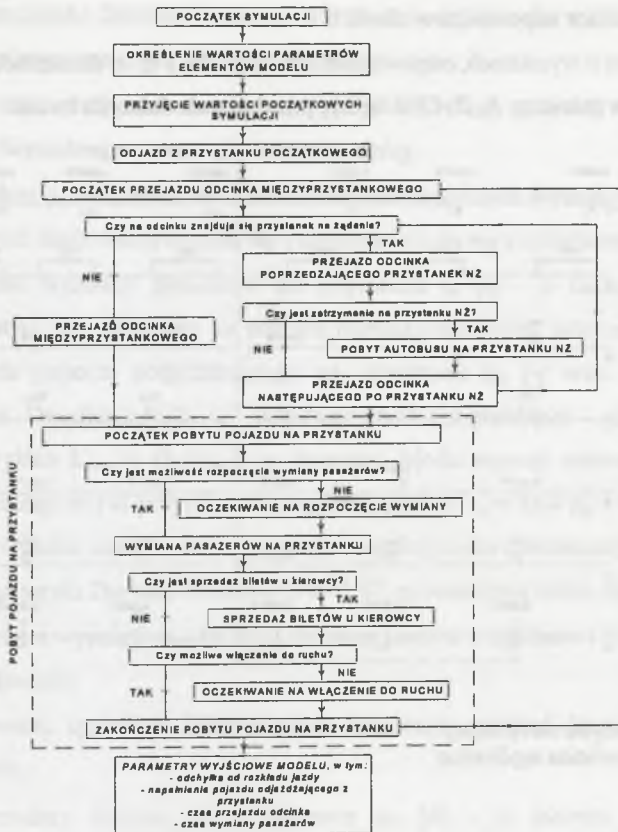 POCZĄTEK SYMULACJI
OKREŚLENIE WARTOŚCI PARAMETRÓW
ELEMENTÓW MODELU
PRZYJĘCIE WARTOŚCI POCZĄTKOWYCH
SYMULACJI
ODJAZD Z PRZYSTANKU POCZĄTKOWEGO
POCZĄTEK PRZEJAZDU ODCINKA MIĘDZYPRZYSTANKOWEGO
Czy na odcinku znajduje się przystanek na żądanie?
TAK
NIE
PRZEJAZD ODCINKA
POPRZEDZAJĄCEGO PRZYSTANEK NŻ
Czy jest zatrzymanie na przystanku NŻ?
TAK
NIE
PRZEJAZD ODCINKA
MIĘDZYPRZYSTANKOWEGO
POBYT AUTOBUSU NA PRZYSTANKU NŻ
PRZEJAZD ODCINKA
NASTĘPUJĄCEGO PO PRZYSTANKU NŻ
POBYT POJAZDU NA PRZYSTANKU
POCZĄTEK POBYTU POJAZDU NA PRZYSTANKU
Czy jest możliwość rozpoczęcia wymiany pasażerów?
NIE
TAK
OCZEKIWANIE NA ROZPOCZĘCIE WYMIANY
WYMIANA PASAŻERÓW NA PRZYSTANKU
Czy jest sprzedaż biletów u kierowcy?
TAK
NIE
SPRZEDAŻ BILETÓW U KIEROWCY
Czy możliwe włączenie do ruchu?
NIE
TAK
OCZEKIWANIE NA WŁĄCZENIE DO RUCHU
ZAKOŃCZENIE POBYTU POJAZDU NA PRZYSTANKU
PARAMETRY WYJŚCIOWE MODELU, w tym:
- odchyłka od rozkładu jazdy
- napełnienie pojazdu odjeżdżającego z
przystanku
- czas przejazdu odcinka
- czas wymiany pasażerów